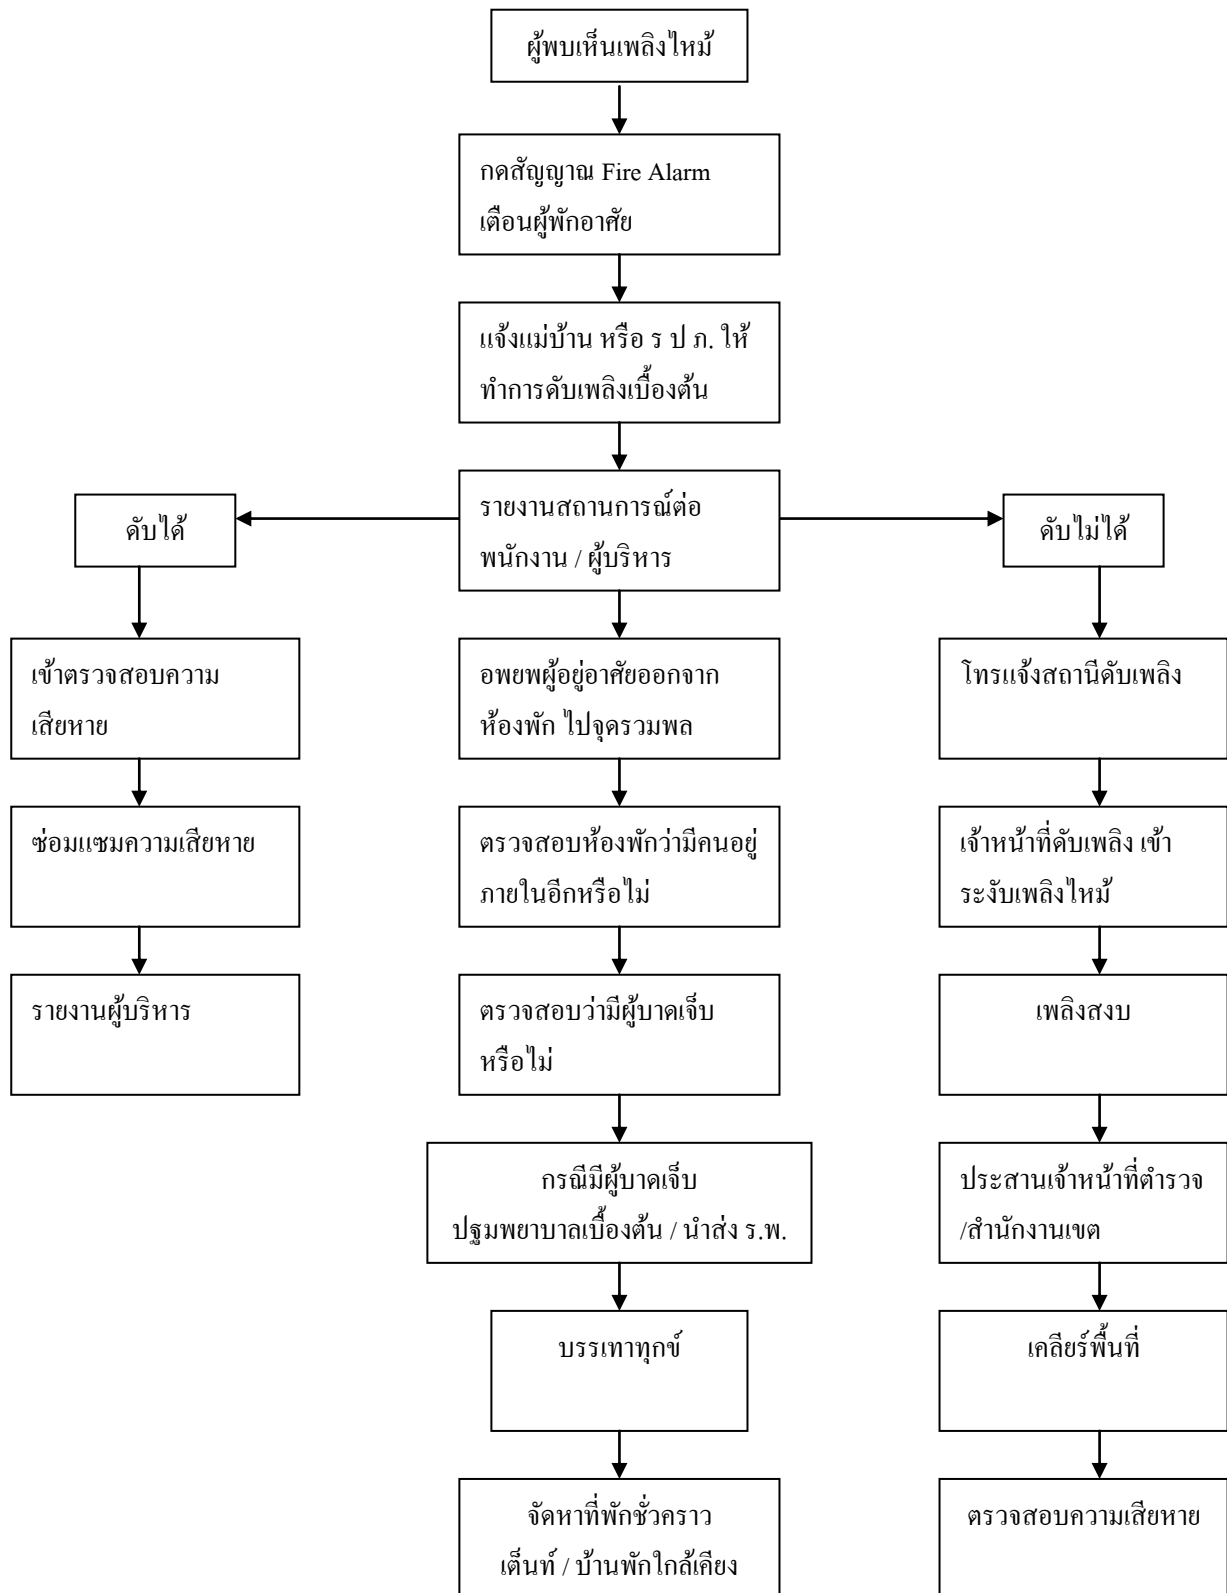 ผู้พบเห็นเพลิงไหม้
กดสัญญาณ Fire Alarm
เตือนผู้พักอาศัย
แจ้งแม่บ้าน หรือ ร ป ภ. ให้
ทำการดับเพลิงเบื้องต้น
รายงานสถานการณ์ต่อ
พนักงาน / ผู้บริหาร
ดับได้
ดับไม่ได้
เข้าตรวจสอบความ
เสียหาย
อพยพผู้อยู่อาศัยออกจาก
ห้องพัก ไปจุดรวมพล
โทรแจ้งสถานีดับเพลิง
ซ่อมแซมความเสียหาย
ตรวจสอบห้องพักว่ามีคนอยู่
ภายในอีกหรือไม่
เจ้าหน้าที่ดับเพลิง เข้า
ระงับเพลิงไหม้
รายงานผู้บริหาร
ตรวจสอบว่ามีผู้บาดเจ็บ
หรือไม่
เพลิงสงบ
กรณีมีผู้บาดเจ็บ
ปฐมพยาบาลเบื้องต้น / นำส่ง ร.พ.
ประสานเจ้าหน้าที่ตำรวจ
/สำนักงานเขต
บรรเทาทุกข์
เคลียร์พื้นที่
จัดหาที่พักชั่วคราว
เต็นท์ / บ้านพักใกล้เคียง
ตรวจสอบความเสียหาย